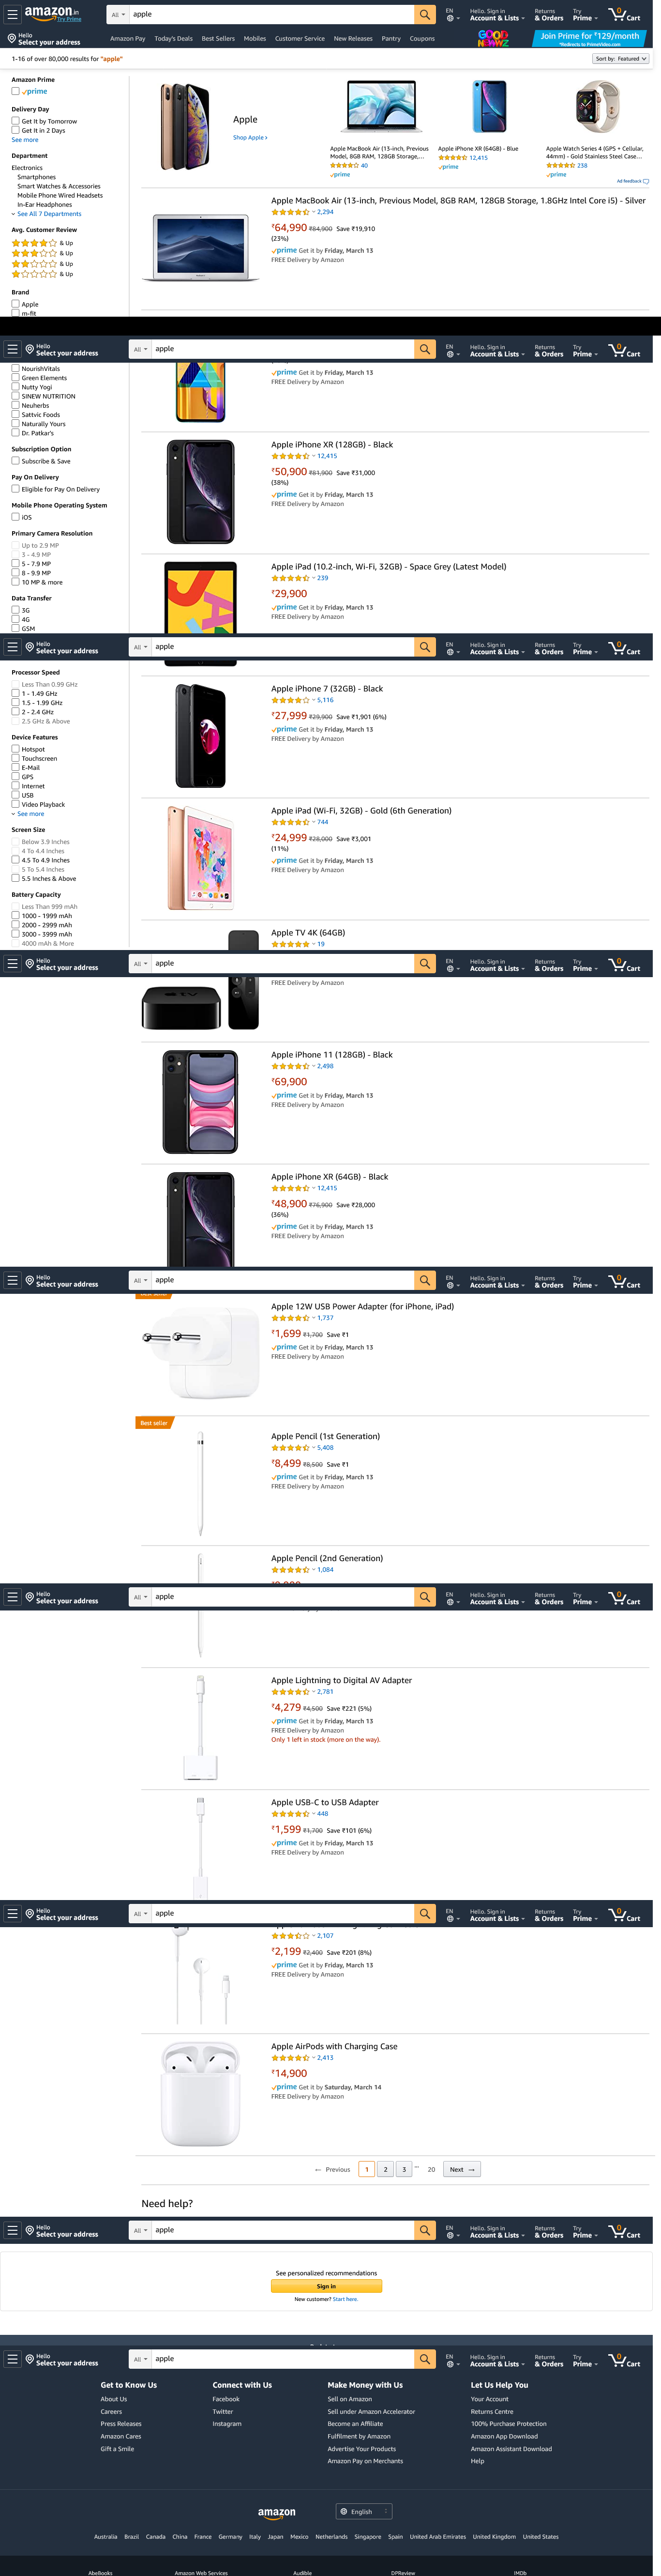 amazon.in
Try Prime
All
apple
EN
Hello, Sign in
Account & Lists
Returns
& Orders
Try
Prime
0
Cart
Hello
Select your address
Amazon Pay Today's Deals Best Sellers Mobiles Customer Service New Releases Pantry Coupons
GOOD NEWWZ
Join Prime for ₹129/month
*Redirects to PrimeVideo.com
1-16 of over 80,000 results for "apple"
Sort by: Featured
Amazon Prime
prime
Delivery Day
Get It by Tomorrow
Get It in 2 Days
See more
Department
Electronics
Smartphones
Smart Watches & Accessories
Mobile Phone Wired Headsets
In-Ear Headphones
See All 7 Departments
Avg. Customer Review
& Up
& Up
& Up
& Up
Brand
Apple
m-fit
Apple
Shop Apple ›
Apple MacBook Air (13-inch, Previous
Model, 8GB RAM, 128GB Storage,...
40
prime
Apple iPhone XR (64GB) - Blue
12,415
prime
Apple Watch Series 4 (GPS + Cellular,
44mm) - Gold Stainless Steel Case...
238
prime
Ad feedback
Apple MacBook Air (13-inch, Previous Model, 8GB RAM, 128GB Storage, 1.8GHz Intel Core i5) - Silver
2,294
₹64,990 ₹84,900 Save ₹19,910
(23%)
prime Get it by Friday, March 13
FREE Delivery by Amazon
Hello
Select your address
All
apple
EN
Hello, Sign in
Account & Lists
Returns
& Orders
Try
Prime
0
Cart
NourishVitals
Green Elements
Nutty Yogi
SINEW NUTRITION
Neuherbs
Sattvic Foods
Naturally Yours
Dr. Patkar's
Subscription Option
Subscribe & Save
Pay On Delivery
Eligible for Pay On Delivery
Mobile Phone Operating System
iOS
Primary Camera Resolution
Up to 2.9 MP
3 - 4.9 MP
5 - 7.9 MP
8 - 9.9 MP
10 MP & more
Data Transfer
3G
4G
GSM
prime Get it by Friday, March 13
FREE Delivery by Amazon
Apple iPhone XR (128GB) - Black
12,415
₹50,900 ₹81,900 Save ₹31,000
(38%)
prime Get it by Friday, March 13
FREE Delivery by Amazon
Apple iPad (10.2-inch, Wi-Fi, 32GB) - Space Grey (Latest Model)
239
₹29,900
prime Get it by Friday, March 13
FREE Delivery by Amazon
Hello
Select your address
All
apple
EN
Hello, Sign in
Account & Lists
Returns
& Orders
Try
Prime
0
Cart
Processor Speed
Less Than 0.99 GHz
1 - 1.49 GHz
1.5 - 1.99 GHz
2 - 2.4 GHz
2.5 GHz & Above
Device Features
Hotspot
Touchscreen
E-Mail
GPS
Internet
USB
Video Playback
See more
Screen Size
Below 3.9 Inches
4 To 4.4 Inches
4.5 To 4.9 Inches
5 To 5.4 Inches
5.5 Inches & Above
Battery Capacity
Less Than 999 mAh
1000 - 1999 mAh
2000 - 2999 mAh
3000 - 3999 mAh
4000 mAh & More
Apple iPhone 7 (32GB) - Black
5,116
₹27,999 ₹29,900 Save ₹1,901 (6%)
prime Get it by Friday, March 13
FREE Delivery by Amazon
Apple iPad (Wi-Fi, 32GB) - Gold (6th Generation)
744
₹24,999 ₹28,000 Save ₹3,001
(11%)
prime Get it by Friday, March 13
FREE Delivery by Amazon
Apple TV 4K (64GB)
19
Hello
Select your address
All
apple
EN
Hello, Sign in
Account & Lists
Returns
& Orders
Try
Prime
0
Cart
FREE Delivery by Amazon
Apple iPhone 11 (128GB) - Black
2,498
₹69,900
prime Get it by Friday, March 13
FREE Delivery by Amazon
Apple iPhone XR (64GB) - Black
12,415
₹48,900 ₹76,900 Save ₹28,000
(36%)
prime Get it by Friday, March 13
FREE Delivery by Amazon
Hello
Select your address
All
apple
EN
Hello, Sign in
Account & Lists
Returns
& Orders
Try
Prime
0
Cart
Apple 12W USB Power Adapter (for iPhone, iPad)
1,737
₹1,699 ₹1,700 Save ₹1
prime Get it by Friday, March 13
FREE Delivery by Amazon
Best seller
Apple Pencil (1st Generation)
5,408
₹8,499 ₹8,500 Save ₹1
prime Get it by Friday, March 13
FREE Delivery by Amazon
Apple Pencil (2nd Generation)
1,084
Hello
Select your address
All
apple
EN
Hello, Sign in
Account & Lists
Returns
& Orders
Try
Prime
0
Cart
Apple Lightning to Digital AV Adapter
2,781
₹4,279 ₹4,500 Save ₹221 (5%)
prime Get it by Friday, March 13
FREE Delivery by Amazon
Only 1 left in stock (more on the way).
Apple USB-C to USB Adapter
448
₹1,599 ₹1,700 Save ₹101 (6%)
prime Get it by Friday, March 13
FREE Delivery by Amazon
Hello
Select your address
All
apple
EN
Hello, Sign in
Account & Lists
Returns
& Orders
Try
Prime
0
Cart
2,107
₹2,199 ₹2,400 Save ₹201 (8%)
prime Get it by Friday, March 13
FREE Delivery by Amazon
Apple AirPods with Charging Case
2,413
₹14,900
prime Get it by Saturday, March 14
FREE Delivery by Amazon
← Previous 1 2 3 ... 20 Next →
Need help?
Hello
Select your address
All
apple
EN
Hello, Sign in
Account & Lists
Returns
& Orders
Try
Prime
0
Cart
See personalized recommendations
Sign in
New customer? Start here.
Hello
Select your address
All
apple
EN
Hello, Sign in
Account & Lists
Returns
& Orders
Try
Prime
0
Cart
Get to Know Us
About Us
Careers
Press Releases
Amazon Cares
Gift a Smile
Connect with Us
Facebook
Twitter
Instagram
Make Money with Us
Sell on Amazon
Sell under Amazon Accelerator
Become an Affiliate
Fulfilment by Amazon
Advertise Your Products
Amazon Pay on Merchants
Let Us Help You
Your Account
Returns Centre
100% Purchase Protection
Amazon App Download
Amazon Assistant Download
Help
amazon
English
Australia Brazil Canada China France Germany Italy Japan Mexico Netherlands Singapore Spain United Arab Emirates United Kingdom United States
AbeBooks Amazon Web Services Audible DPReview IMDb